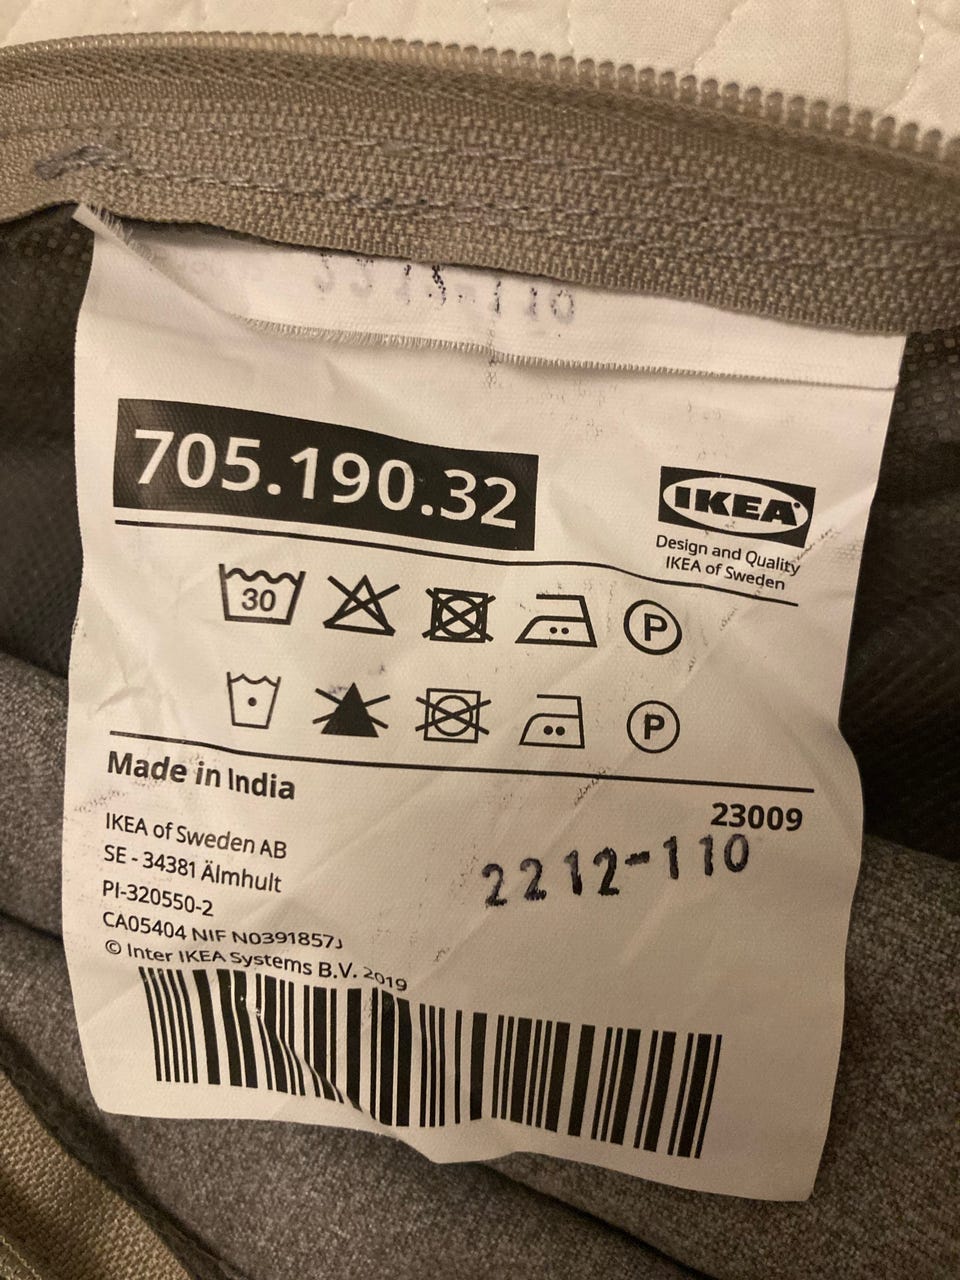 705.190.32
IKEA
Design and Quality
IKEA of Sweden
30
P
P
Made in India
23009
2212-110
IKEA of Sweden AB
SE - 34381 Älmhult
PI-320550-2
CA05404 NIF N0391857J
© Inter IKEA Systems B.V. 2019